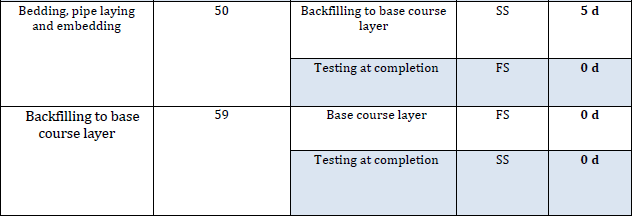 Bedding, pipe laying and embedding
50
Backfilling to base course layer
SS
5 d
Testing at completion
FS
0 d
Backfilling to base course layer
59
Base course layer
FS
0 d
Testing at completion
SS
0 d